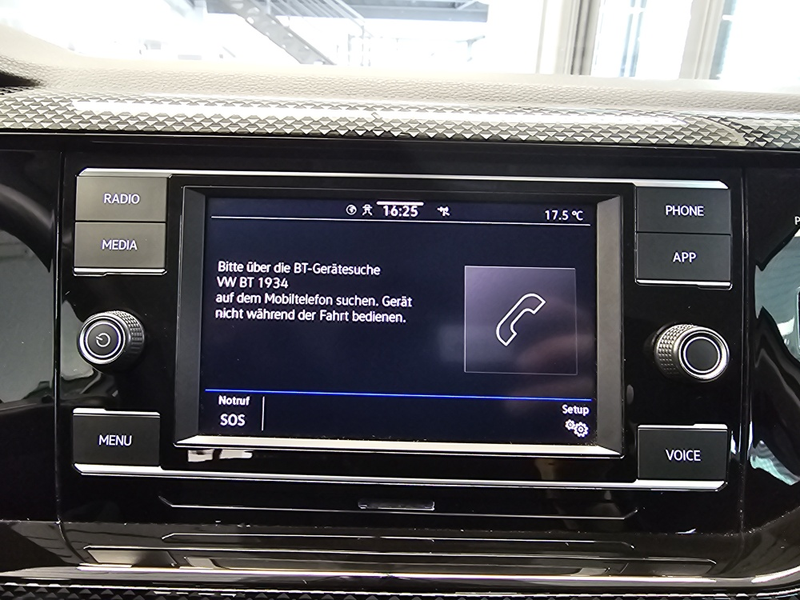 RADIO
MEDIA
MENU
16:25
17.5 °C
Bitte über die BT-Gerätesuche
VW BT 1934
auf dem Mobiltelefon suchen. Gerät
nicht während der Fahrt bedienen.
Notruf
SOS
Setup
PHONE
APP
VOICE